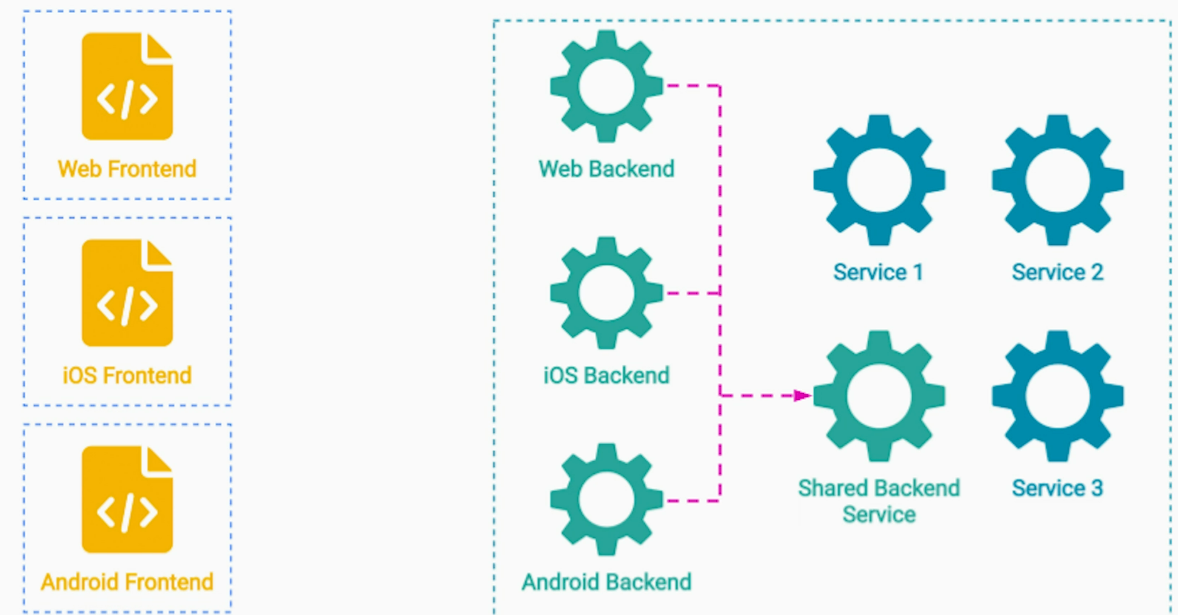 Web Frontend
Web Backend
Service 1
Service 2
iOS Frontend
iOS Backend
Shared Backend
Service
Service 3
Android Frontend
Android Backend